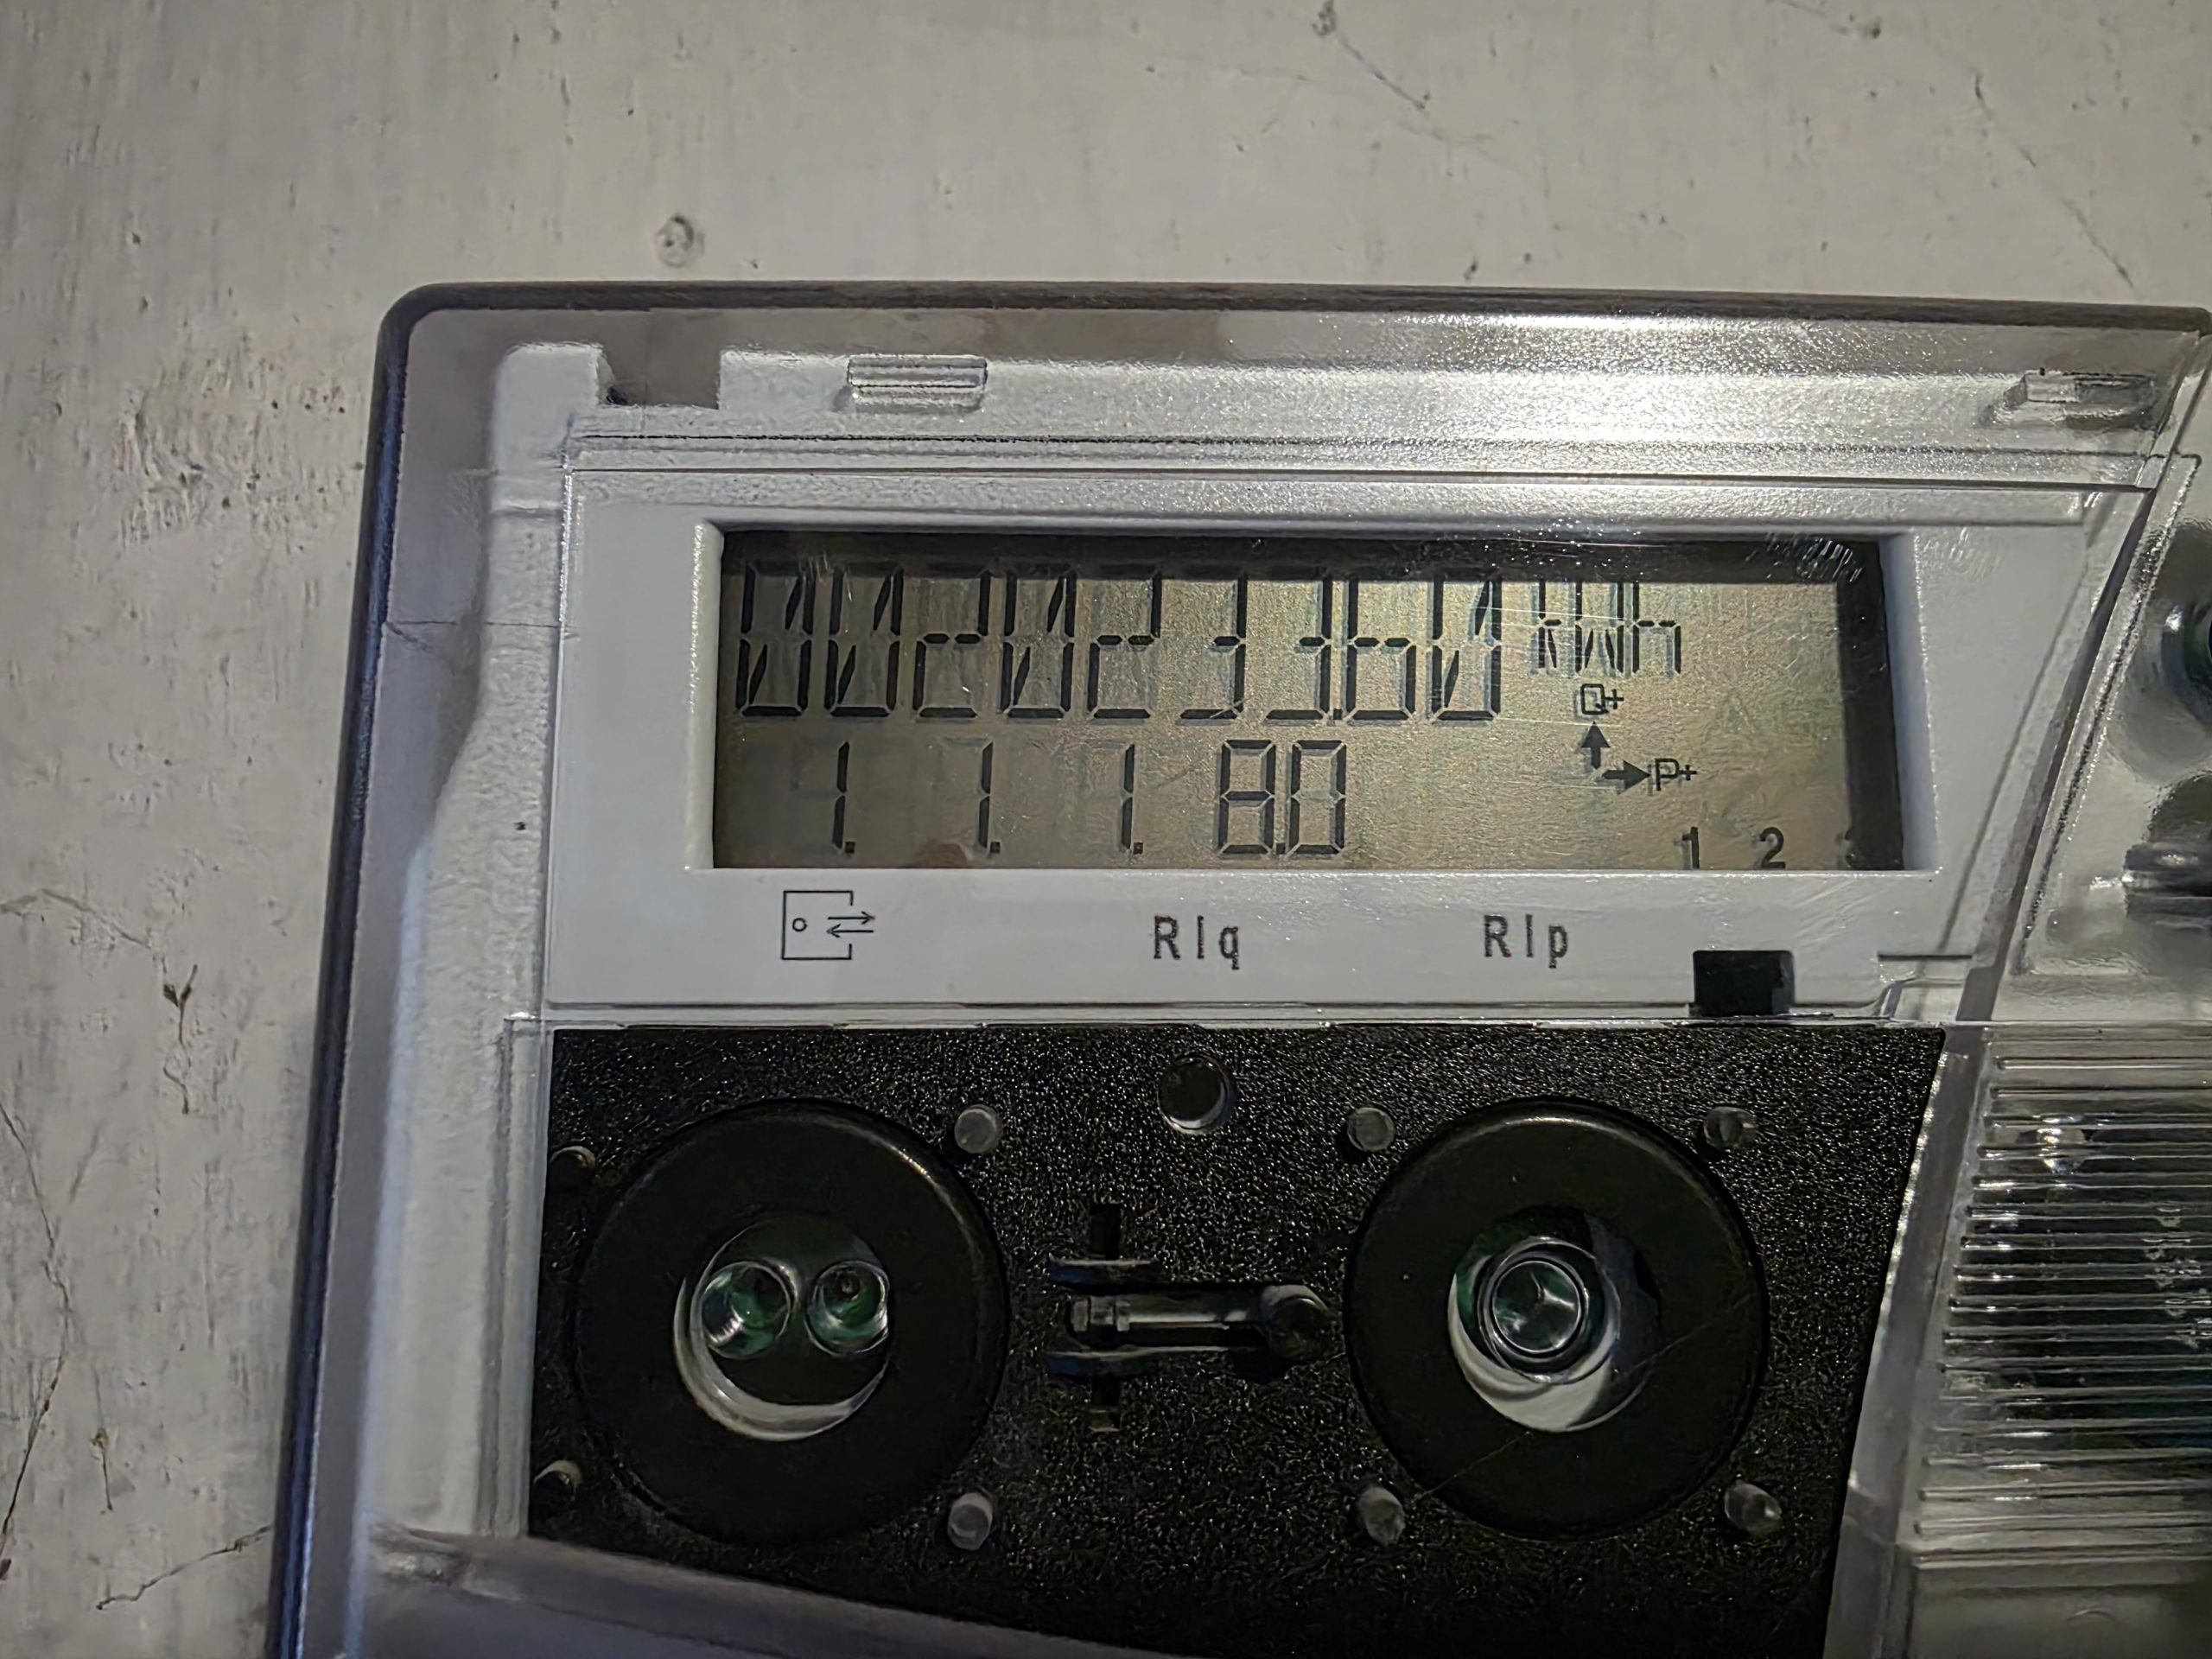 0020233.60 kWh
Q+
P+
1.1.1.8.0
1 2
Rlq Rlp